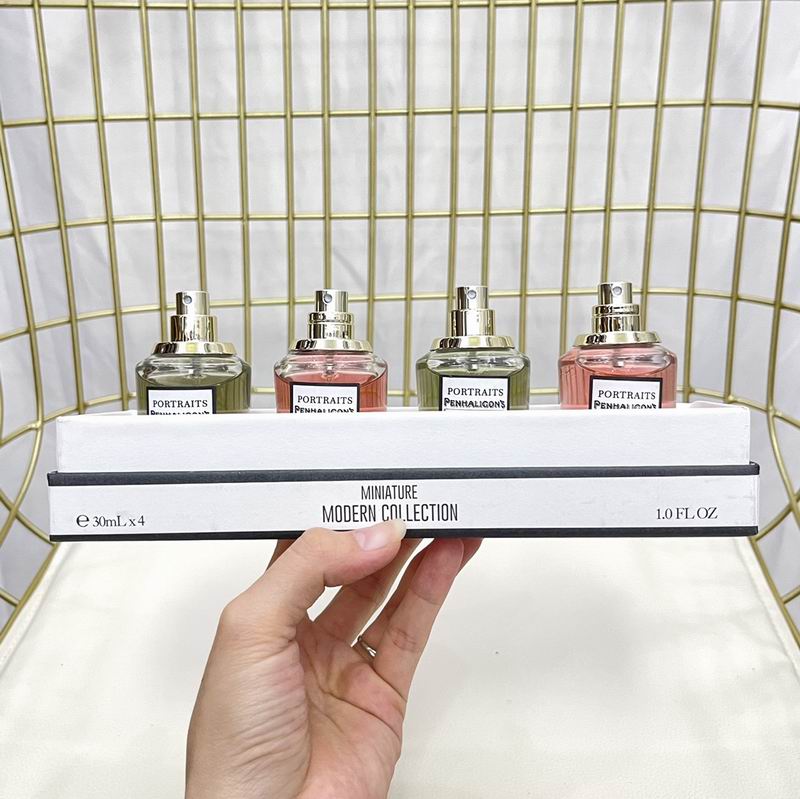 PORTRAITS
PENHALIGON'S
PORTRAITS
PENHALIGON'S
PORTRAITS
PENHALIGON'S
PORTRAITS
PENHALIGON'S
MINIATURE
MODERN COLLECTION
℮ 30mL x 4
1.0 FL OZ